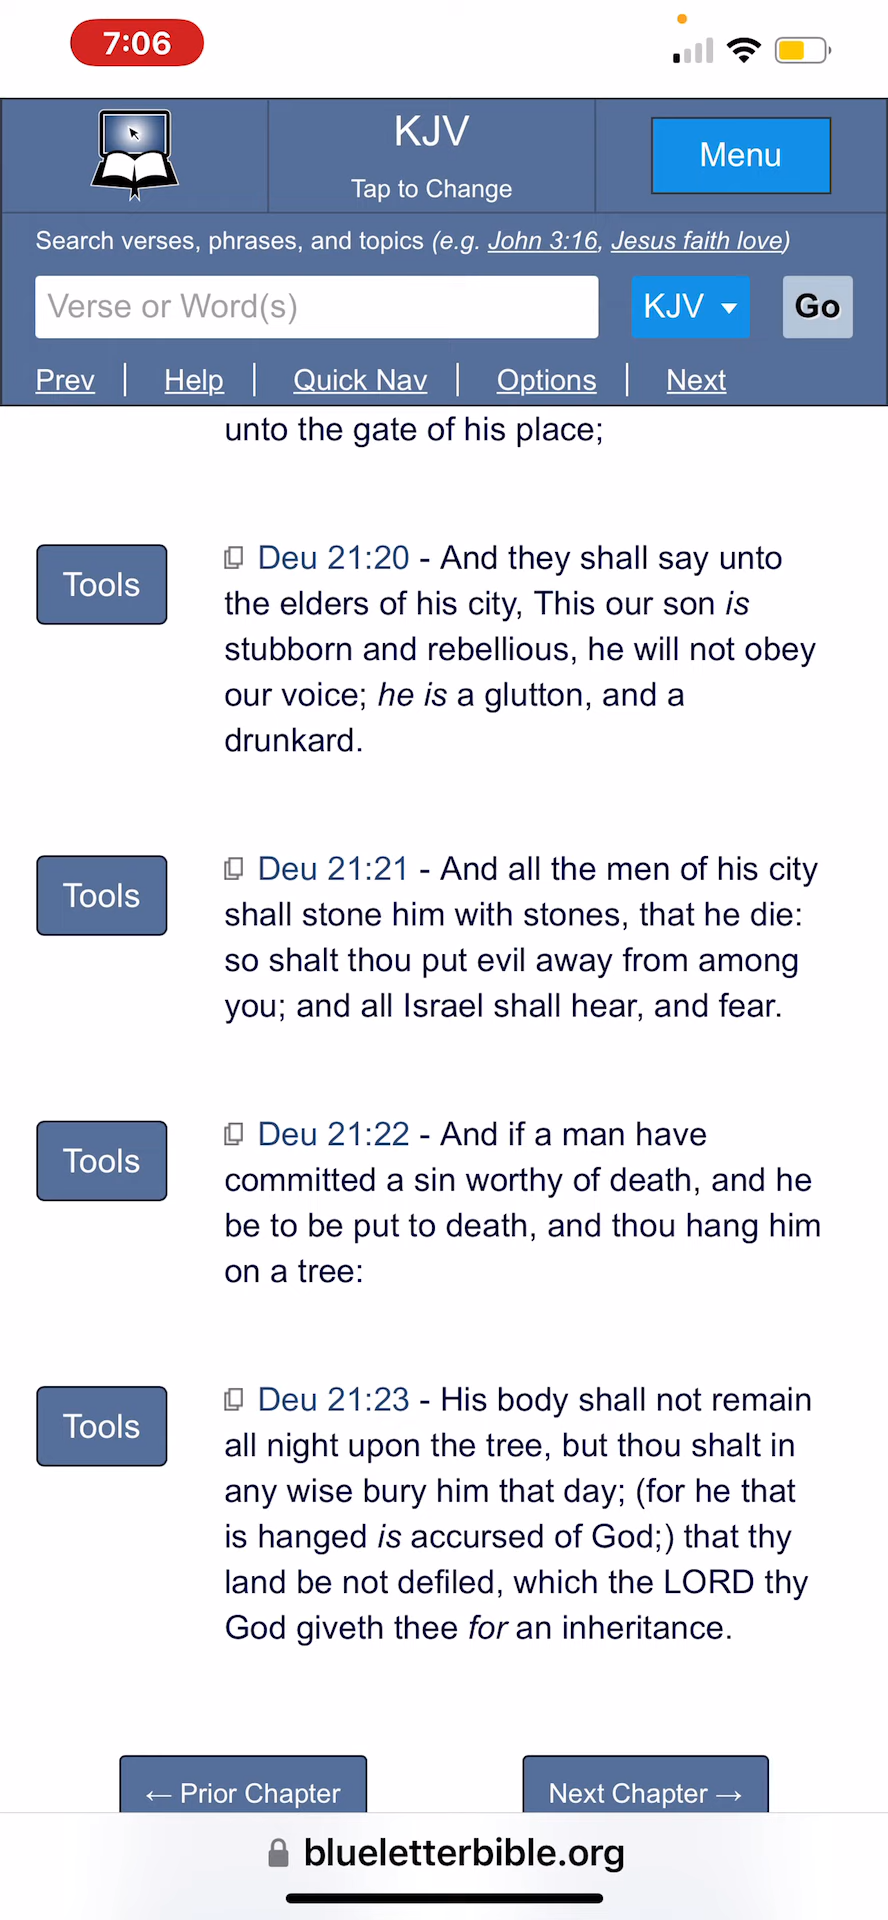 7:06
KJV
Tap to Change
Menu
Search verses, phrases, and topics (e.g. John 3:16, Jesus faith love)
Verse or Word(s)
KJV
Go
Prev | Help | Quick Nav | Options | Next
unto the gate of his place;
Tools
Deu 21:20 - And they shall say unto
the elders of his city, This our son is
stubborn and rebellious, he will not obey
our voice; he is a glutton, and a
drunkard.
Tools
Deu 21:21 - And all the men of his city
shall stone him with stones, that he die:
so shalt thou put evil away from among
you; and all Israel shall hear, and fear.
Tools
Deu 21:22 - And if a man have
committed a sin worthy of death, and he
be to be put to death, and thou hang him
on a tree:
Tools
Deu 21:23 - His body shall not remain
all night upon the tree, but thou shalt in
any wise bury him that day; (for he that
is hanged is accursed of God;) that thy
land be not defiled, which the LORD thy
God giveth thee for an inheritance.
← Prior Chapter
Next Chapter →
blueletterbible.org